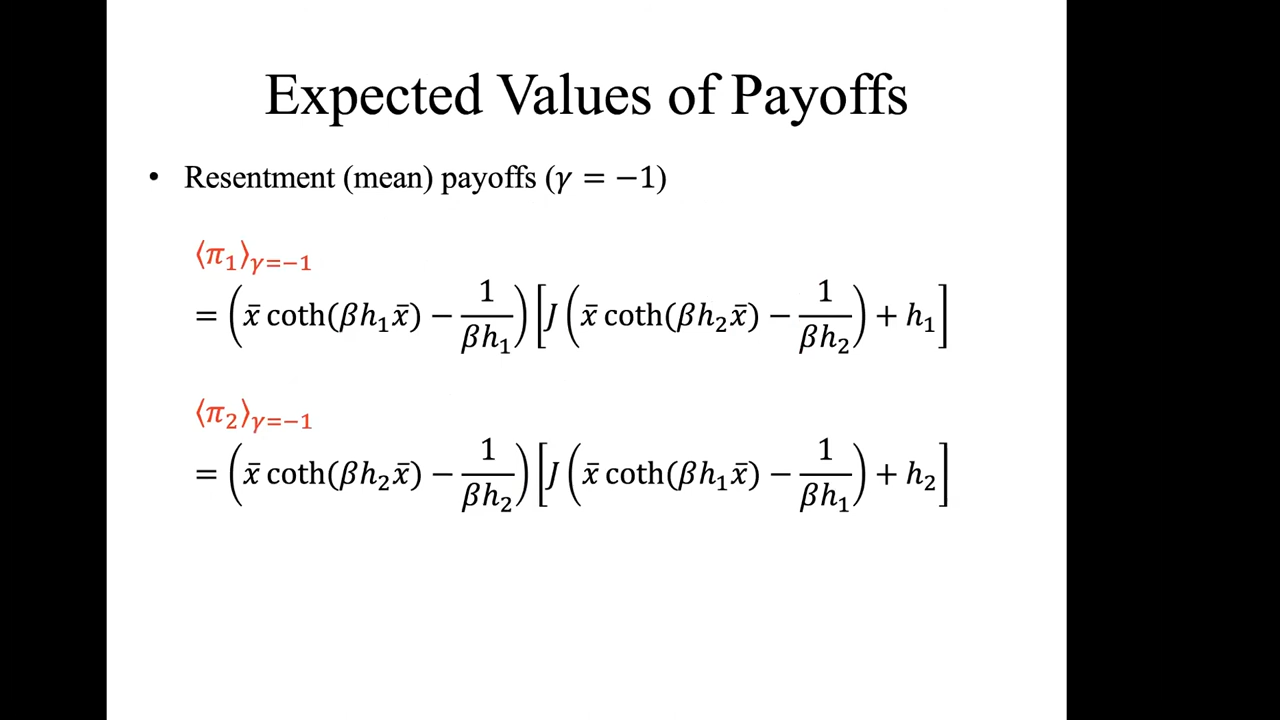 Expected Values of Payoffs
• Resentment (mean) payoffs (γ = −1)
⟨π₁⟩γ=−1
= (x̄ coth(βh₁x̄) − 1/(βh₁)) [J (x̄ coth(βh₂x̄) − 1/(βh₂)) + h₁]
⟨π₂⟩γ=−1
= (x̄ coth(βh₂x̄) − 1/(βh₂)) [J (x̄ coth(βh₁x̄) − 1/(βh₁)) + h₂]